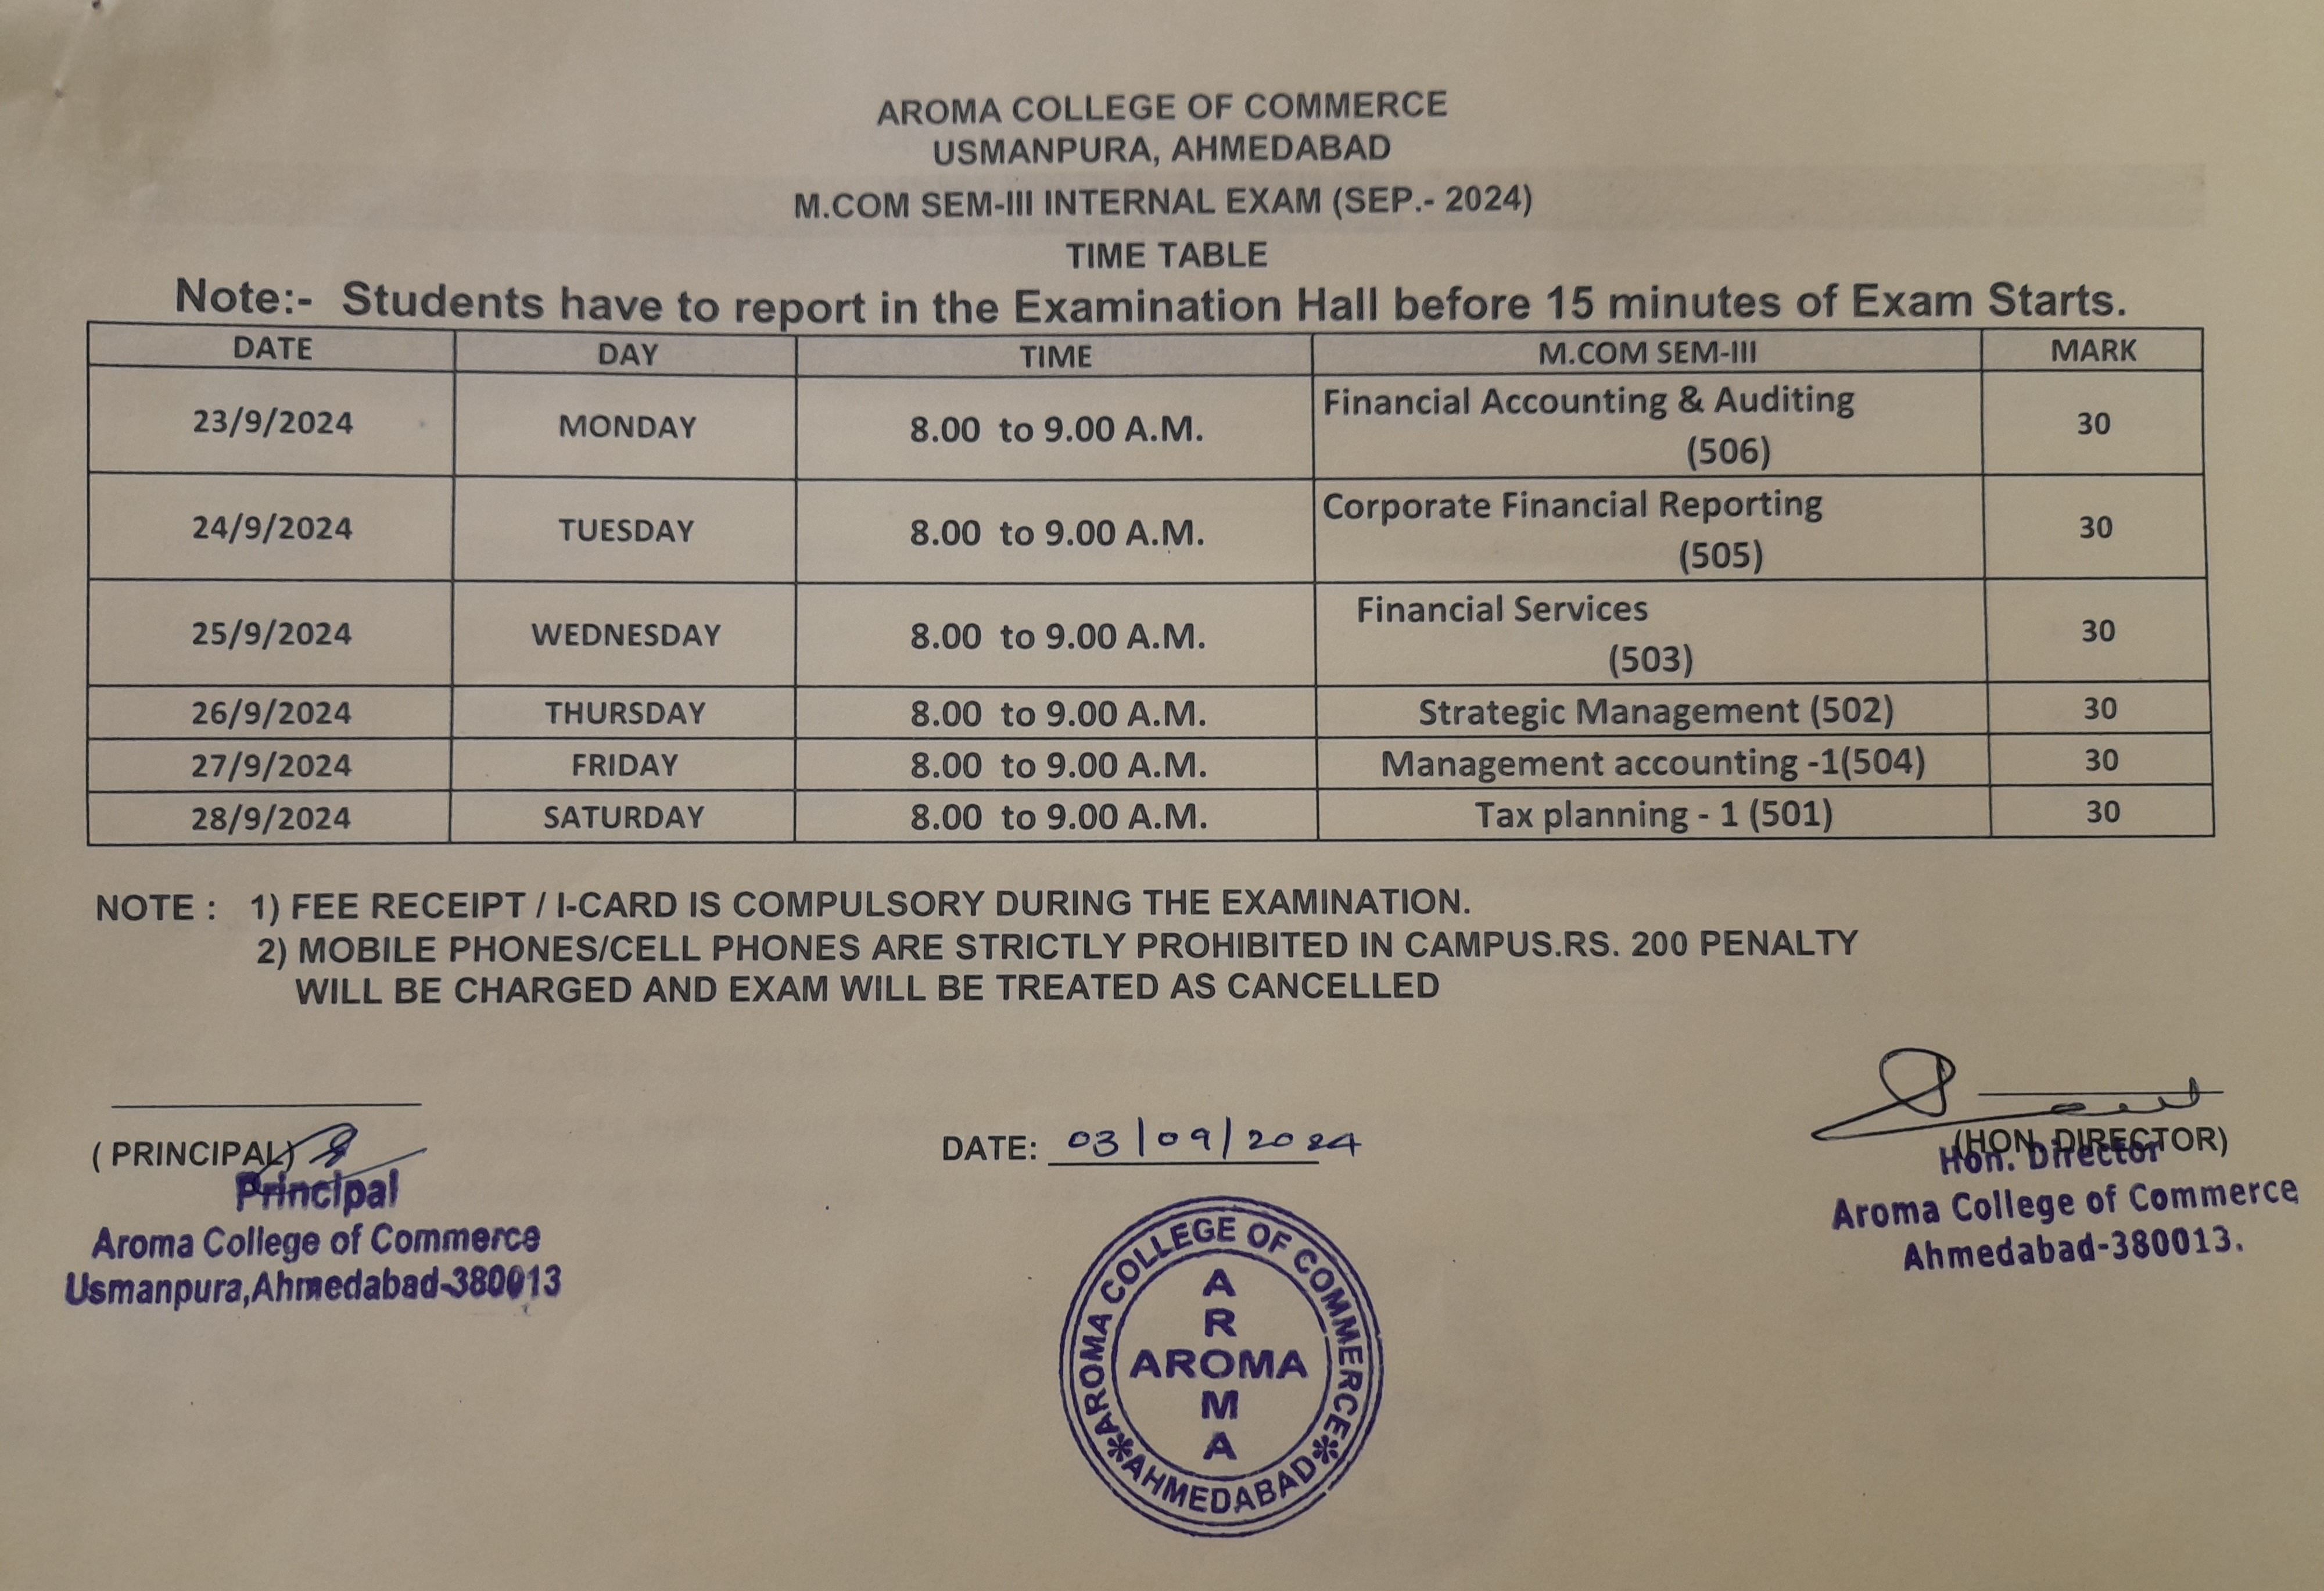 AROMA COLLEGE OF COMMERCE
USMANPURA, AHMEDABAD
M.COM SEM-III INTERNAL EXAM (SEP.- 2024)
TIME TABLE
Note:- Students have to report in the Examination Hall before 15 minutes of Exam Starts.
DATE DAY TIME M.COM SEM-III MARK
23/9/2024 MONDAY 8.00 to 9.00 A.M. Financial Accounting & Auditing (506) 30
24/9/2024 TUESDAY 8.00 to 9.00 A.M. Corporate Financial Reporting (505) 30
25/9/2024 WEDNESDAY 8.00 to 9.00 A.M. Financial Services (503) 30
26/9/2024 THURSDAY 8.00 to 9.00 A.M. Strategic Management (502) 30
27/9/2024 FRIDAY 8.00 to 9.00 A.M. Management accounting -1(504) 30
28/9/2024 SATURDAY 8.00 to 9.00 A.M. Tax planning - 1 (501) 30
NOTE : 1) FEE RECEIPT / I-CARD IS COMPULSORY DURING THE EXAMINATION.
2) MOBILE PHONES/CELL PHONES ARE STRICTLY PROHIBITED IN CAMPUS.RS. 200 PENALTY
WILL BE CHARGED AND EXAM WILL BE TREATED AS CANCELLED
( PRINCIPAL)
Principal
Aroma College of Commerce
Usmanpura,Ahmedabad-380013
DATE: 03/09/2024
(HON. DIRECTOR)
Hon. Director
Aroma College of Commerce
Ahmedabad-380013.
AROMA COLLEGE OF COMMERCE
A
R
AROMA
M
A
AHMEDABAD